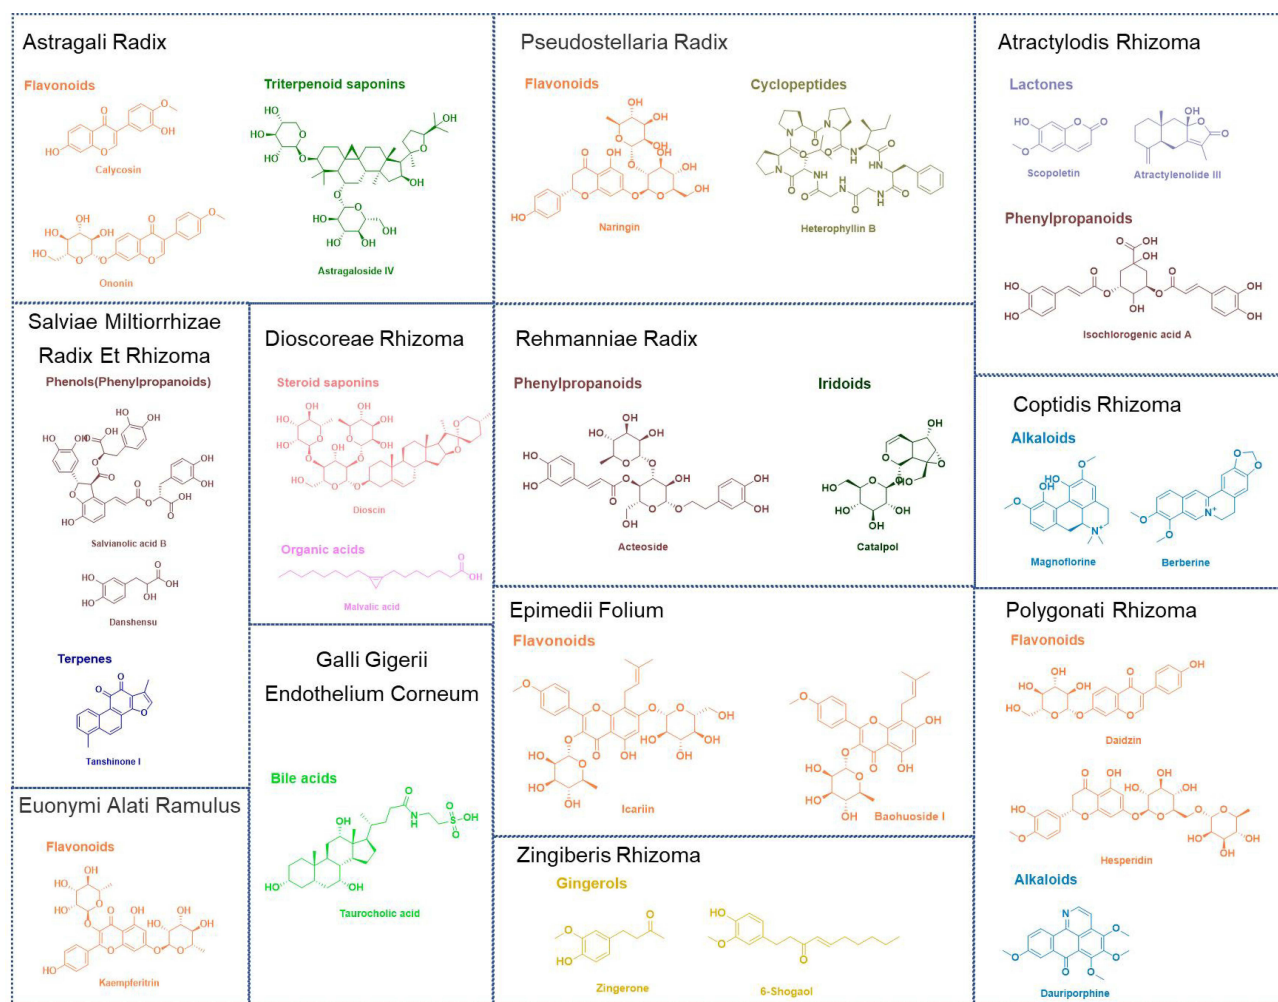 Astragali Radix
Flavonoids
Calycosin
Ononin
Triterpenoid saponins
Astragaloside IV
Pseudostellaria Radix
Flavonoids
Naringin
Cyclopeptides
Heterophyllin B
Atractylodis Rhizoma
Lactones
Scopoletin
Atractylenolide III
Phenylpropanoids
Isochlorogenic acid A
Salviae Miltiorrhizae
Radix Et Rhizoma
Phenols(Phenylpropanoids)
Salvianolic acid B
Danshensu
Terpenes
Tanshinone I
Dioscoreae Rhizoma
Steroid saponins
Dioscin
Organic acids
Malvalic acid
Rehmanniae Radix
Phenylpropanoids
Acteoside
Iridoids
Catalpol
Coptidis Rhizoma
Alkaloids
Magnoflorine
Berberine
Galli Gigerii
Endothelium Corneum
Bile acids
Taurocholic acid
Epimedii Folium
Flavonoids
Icariin
Baohuoside I
Polygonati Rhizoma
Flavonoids
Daidzin
Hesperidin
Alkaloids
Dauriporphine
Euonymi Alati Ramulus
Flavonoids
Kaempferitrin
Zingiberis Rhizoma
Gingerols
Zingerone
6-Shogaol